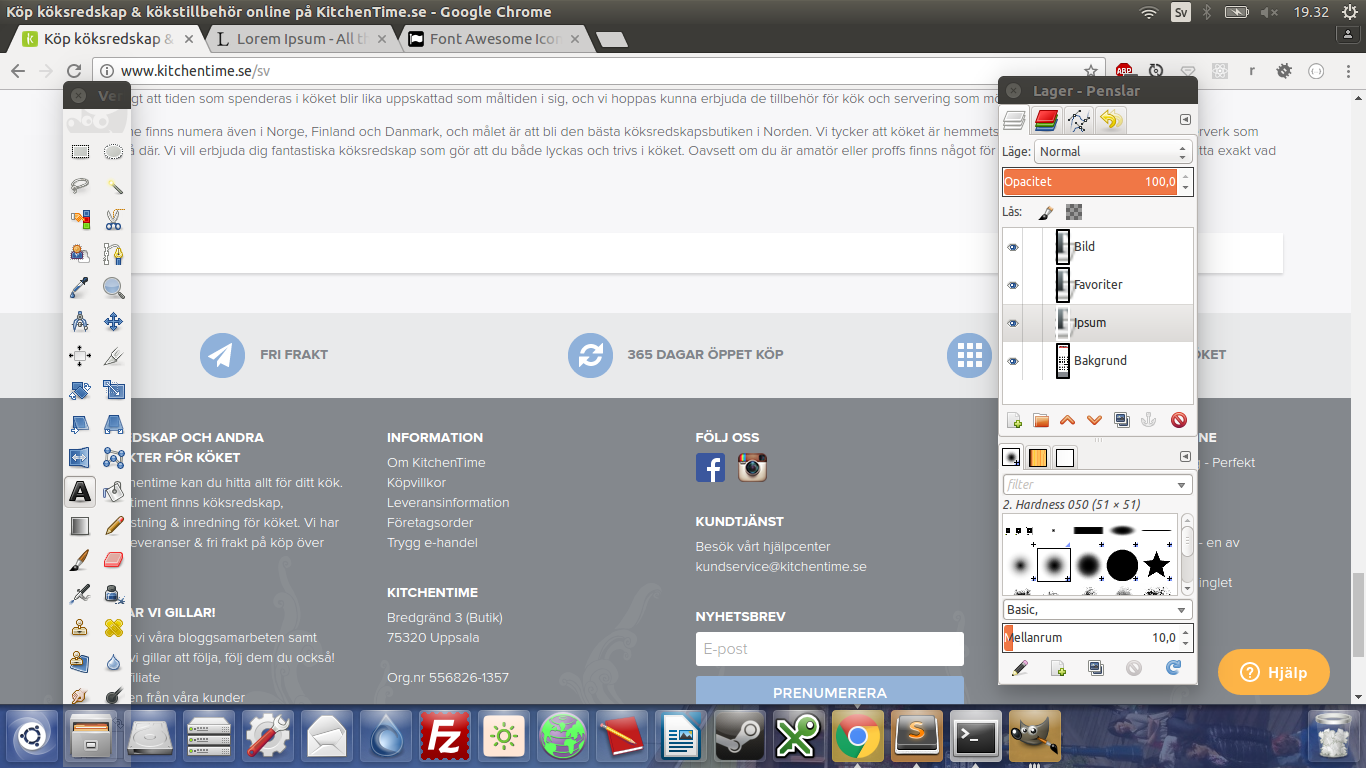 Köp köksredskap & kökstillbehör online på KitchenTime.se - Google Chrome
Sv
19.32
Köp köksredskap &
Lorem Ipsum - All th
Font Awesome Icon
www.kitchentime.se/sv
ABP
Ver
Lager - Penslar
gt att tiden som spenderas i köket blir lika uppskattad som måltiden i sig, och vi hoppas kunna erbjuda de tillbehör för kök och servering som
ne finns numera även i Norge, Finland och Danmark, och målet är att bli den bästa köksredskapsbutiken i Norden. Vi tycker att köket är hemmets
verk som
å där. Vi vill erbjuda dig fantastiska köksredskap som gör att du både lyckas och trivs i köket. Oavsett om du är amatör eller proffs finns något för
tta exakt vad
Läge: Normal
Opacitet 100,0
Lås:
Bild
Favoriter
Ipsum
Bakgrund
FRI FRAKT
365 DAGAR ÖPPET KÖP
KET
DSKAP OCH ANDRA
KTER FÖR KÖKET
hentime kan du hitta allt för ditt kök.
timent finns köksredskap,
stning & inredning för köket. Vi har
everanser & fri frakt på köp över
AR VI GILLAR!
vi våra bloggsamarbeten samt
vi gillar att följa, följ dem du också!
filiate
en från våra kunder
INFORMATION
Om KitchenTime
Köpvillkor
Leveransinformation
Företagsorder
Trygg e-handel
KITCHENTIME
Bredgränd 3 (Butik)
75320 Uppsala
Org.nr 556826-1357
FÖLJ OSS
KUNDTJÄNST
Besök vårt hjälpcenter
kundservice@kitchentime.se
NYHETSBREV
E-post
PRENUMERERA
filter
2. Hardness 050 (51 × 51)
Basic,
Mellanrum 10,0
NE
g - Perfekt
- en av
inglet
Hjälp